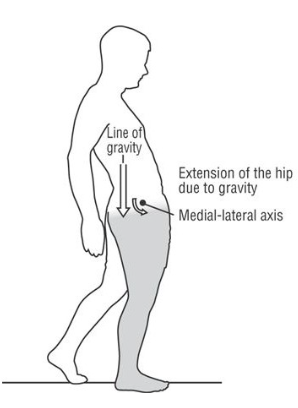 Line of
gravity
Extension of the hip
due to gravity
Medial-lateral axis